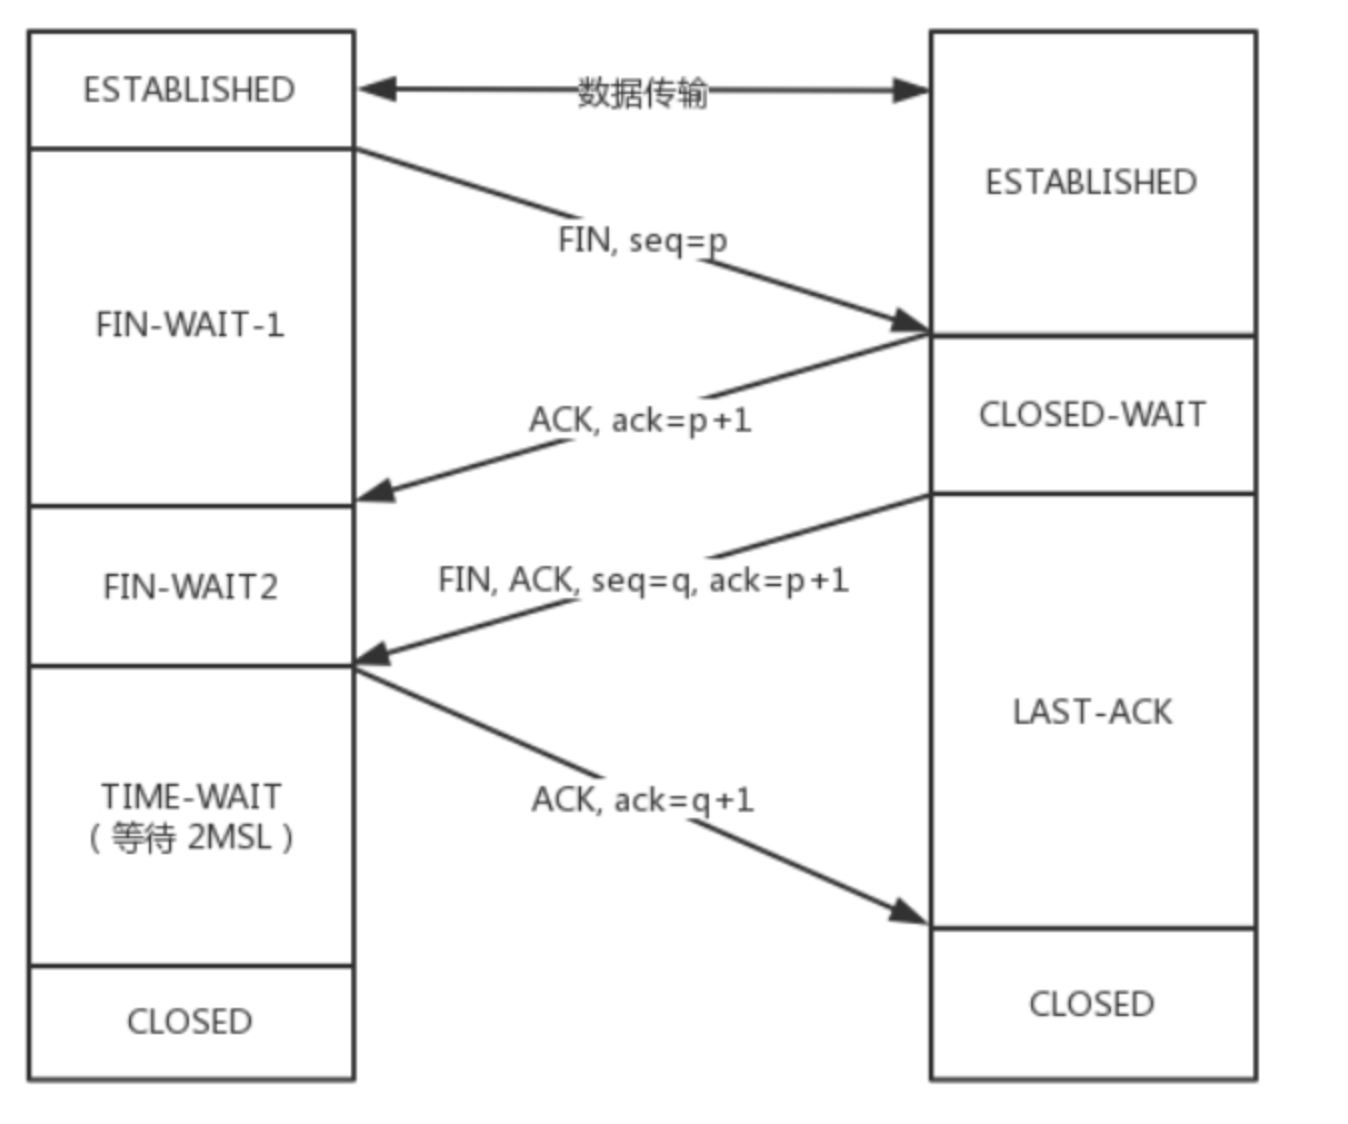 ESTABLISHED
数据传输
ESTABLISHED
FIN, seq=p
FIN-WAIT-1
ACK, ack=p+1
CLOSED-WAIT
FIN-WAIT2
FIN, ACK, seq=q, ack=p+1
LAST-ACK
TIME-WAIT
( 等待 2MSL )
ACK, ack=q+1
CLOSED
CLOSED